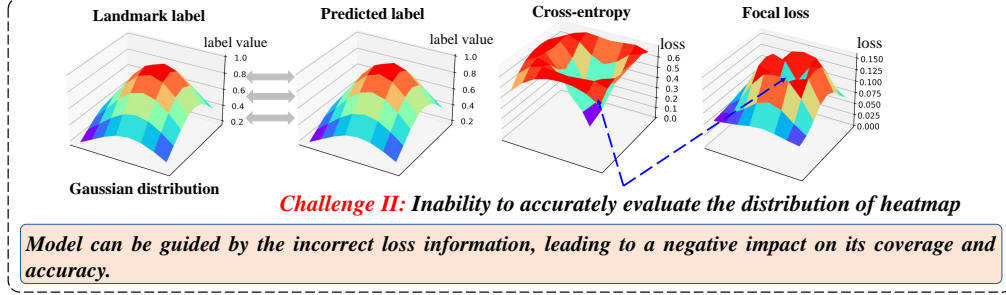 Landmark label
Predicted label
Cross-entropy
Focal loss
label value
1.0
0.8
0.6
0.4
0.2
label value
1.0
0.8
0.6
0.4
0.2
loss
0.6
0.5
0.4
0.3
0.2
0.1
0.0
loss
0.150
0.125
0.100
0.075
0.050
0.025
0.000
Gaussian distribution
Challenge II: Inability to accurately evaluate the distribution of heatmap
Model can be guided by the incorrect loss information, leading to a negative impact on its coverage and
accuracy.